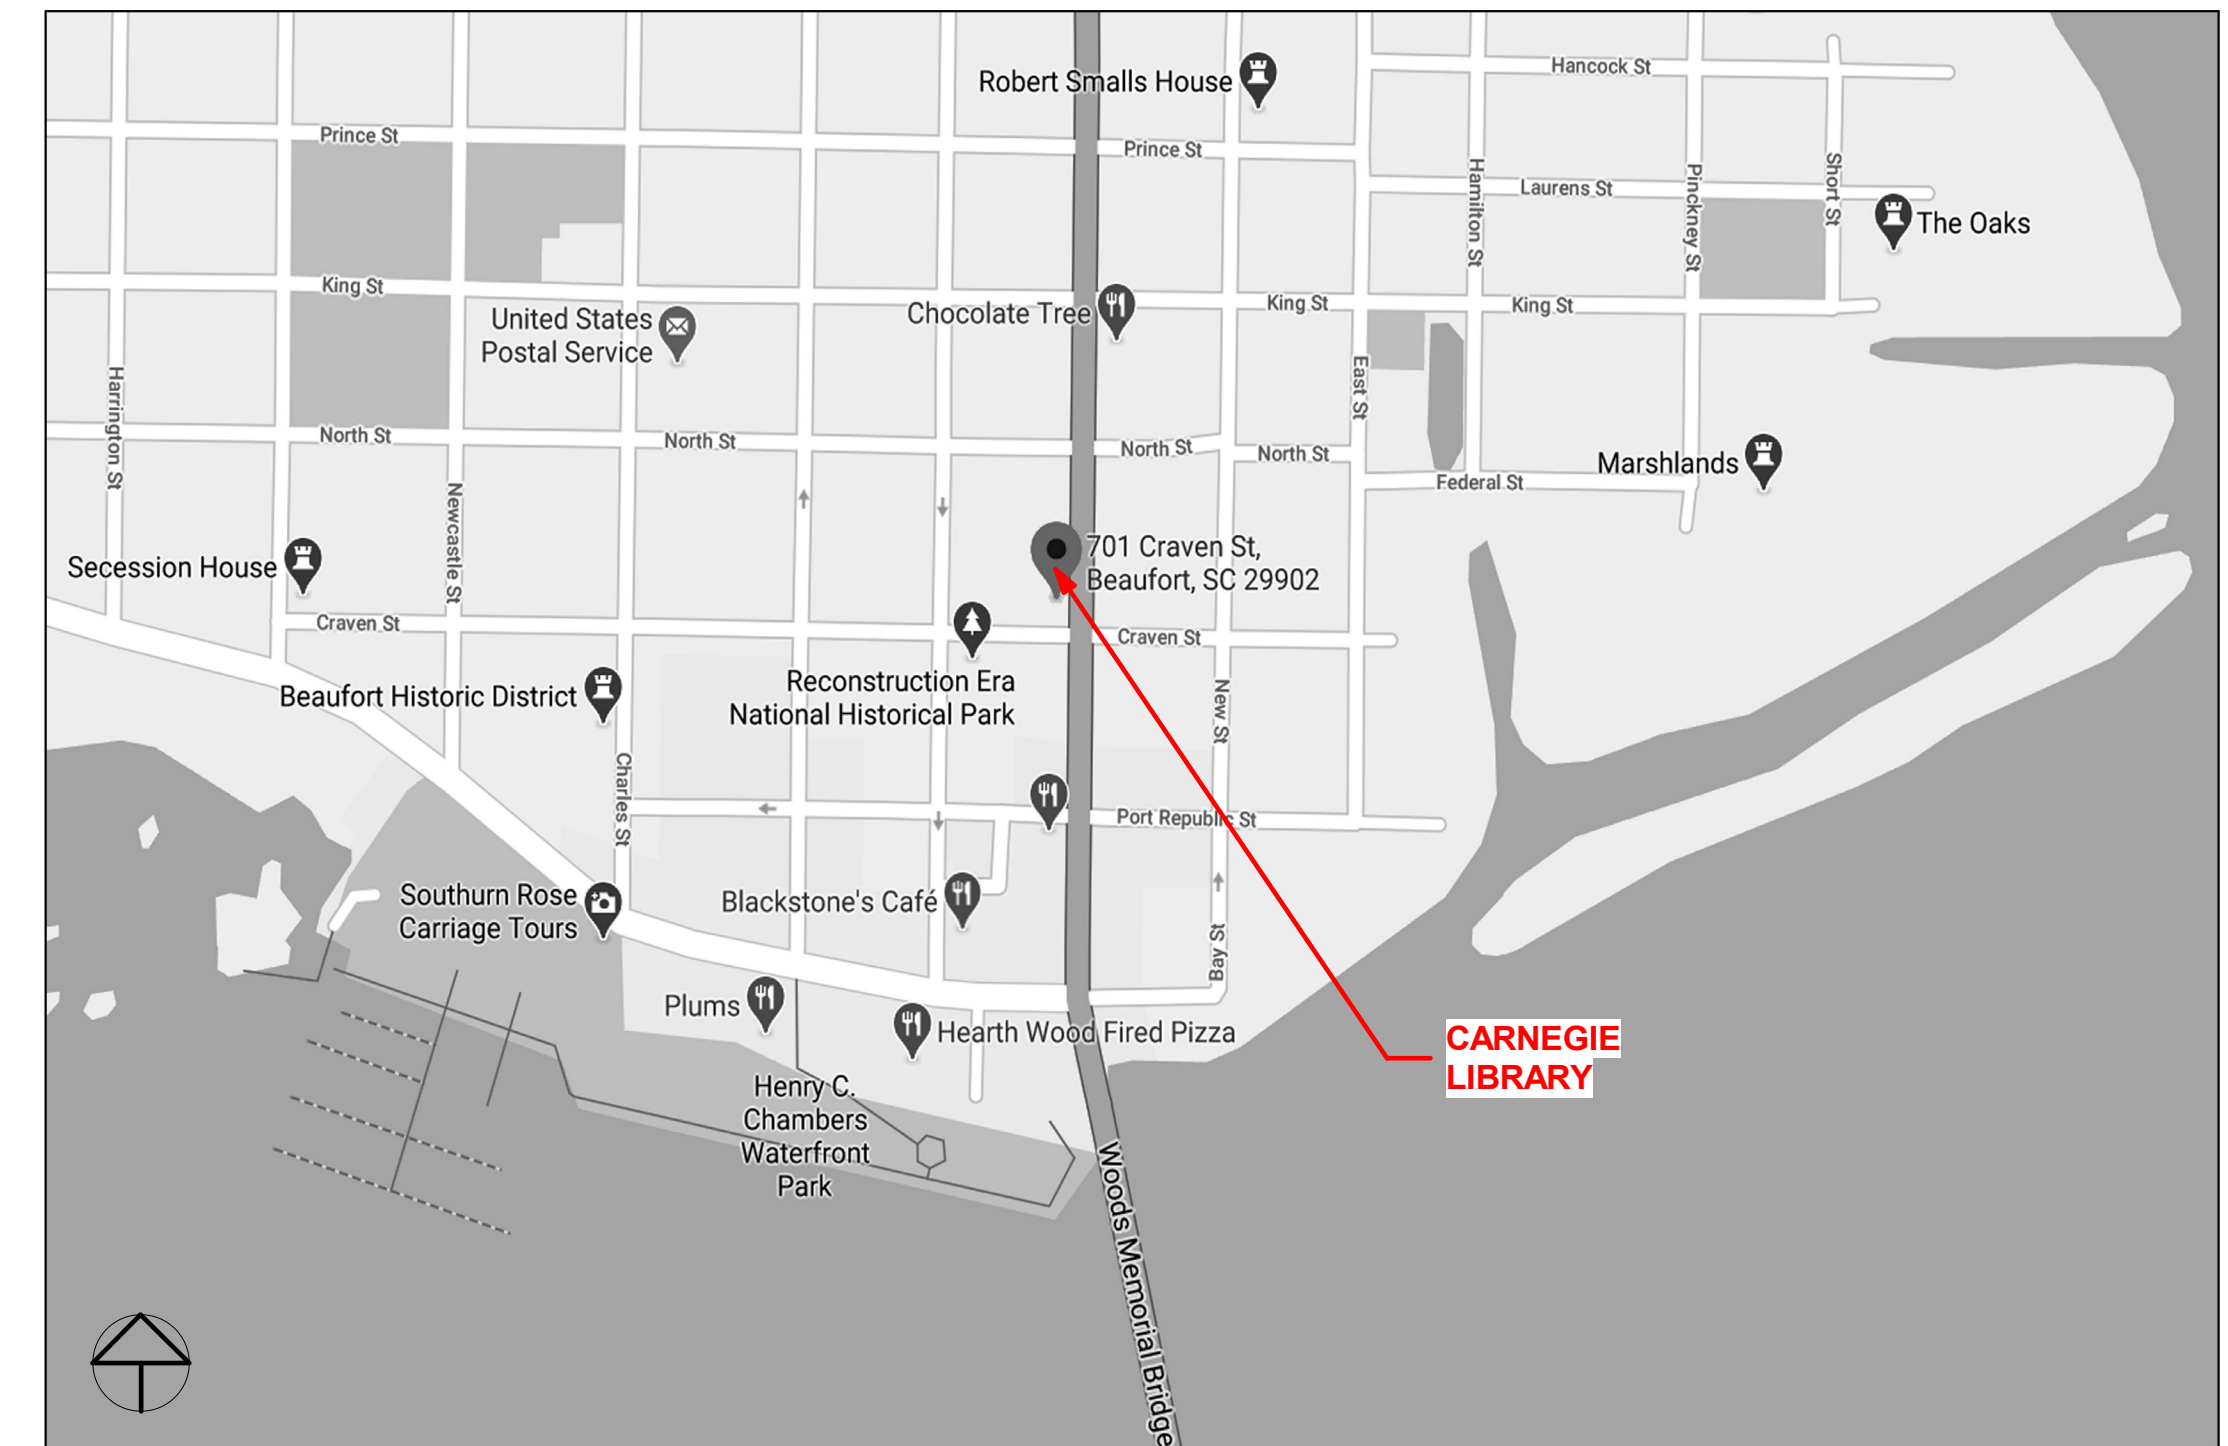 Robert Smalls House
Hancock St
Prince St
Prince St
Hamilton St
Pinckney St
Short St
Laurens St
The Oaks
King St
United States
Postal Service
Chocolate Tree
King St
King St
Harrington St
East St
North St
North St
North St
North St
Marshlands
Federal St
Newcastle St
701 Craven St,
Beaufort, SC 29902
Secession House
Craven St
Craven St
Beaufort Historic District
Reconstruction Era
National Historical Park
New St
Charles St
Port Republic St
Southurn Rose
Carriage Tours
Blackstone's Café
Bay St
Plums
Hearth Wood Fired Pizza
CARNEGIE
LIBRARY
Henry C.
Chambers
Waterfront
Park
Woods Memorial Bridge